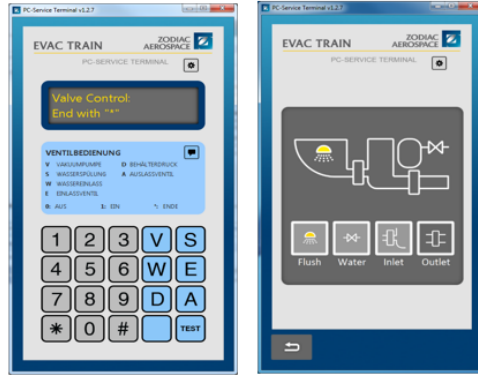 PC-Service Terminal v1.2.7
EVAC TRAIN
ZODIAC
AEROSPACE
PC-SERVICE TERMINAL
Valve Control:
End with "*"
VENTILBEDIENUNG
V VAKUUMPUMPE D BEHÄLTERDRUCK
S WASSERSPÜLUNG A AUSLASSVENTIL
W WASSEREINLASS
E EINLASSVENTIL
0: AUS 1: EIN *: ENDE
1 2 3 V S
4 5 6 W E
7 8 9 D A
* 0 # TEST
PC-Service Terminal v1.2.7
EVAC TRAIN
ZODIAC
AEROSPACE
PC-SERVICE TERMINAL
Flush Water Inlet Outlet